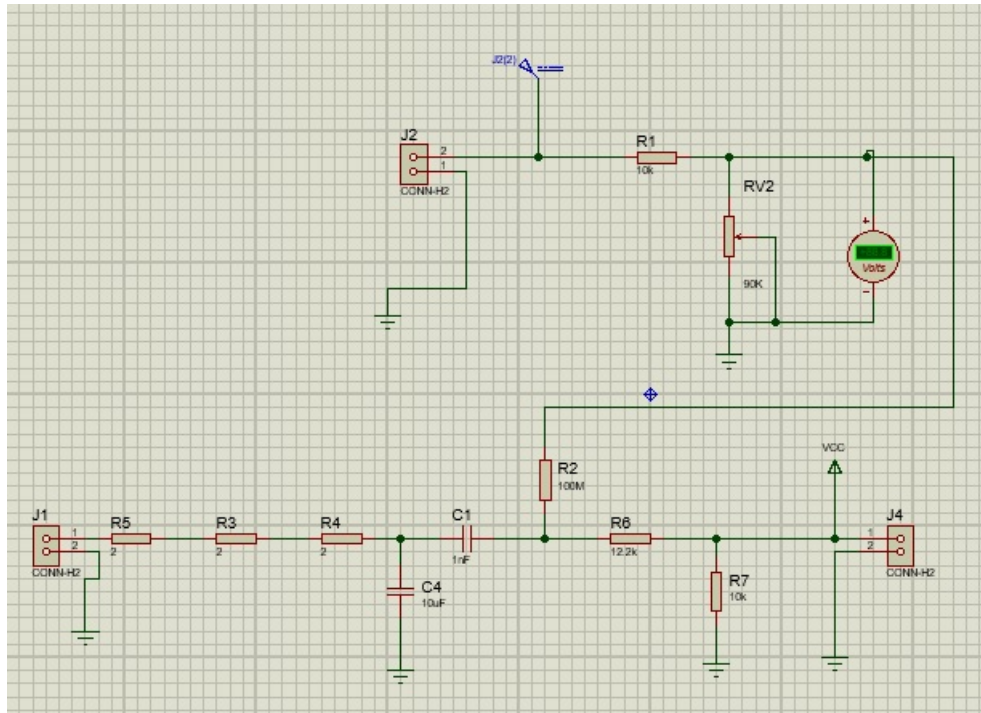 J2(2)
J2
2
1
CONN-H2
R1
10k
RV2
90K
+
Volts
−
VCC
R2
100M
J1
1
2
CONN-H2
R5
2
R3
2
R4
2
C1
1nF
R6
12.2k
J4
1
2
CONN-H2
C4
10uF
R7
10k